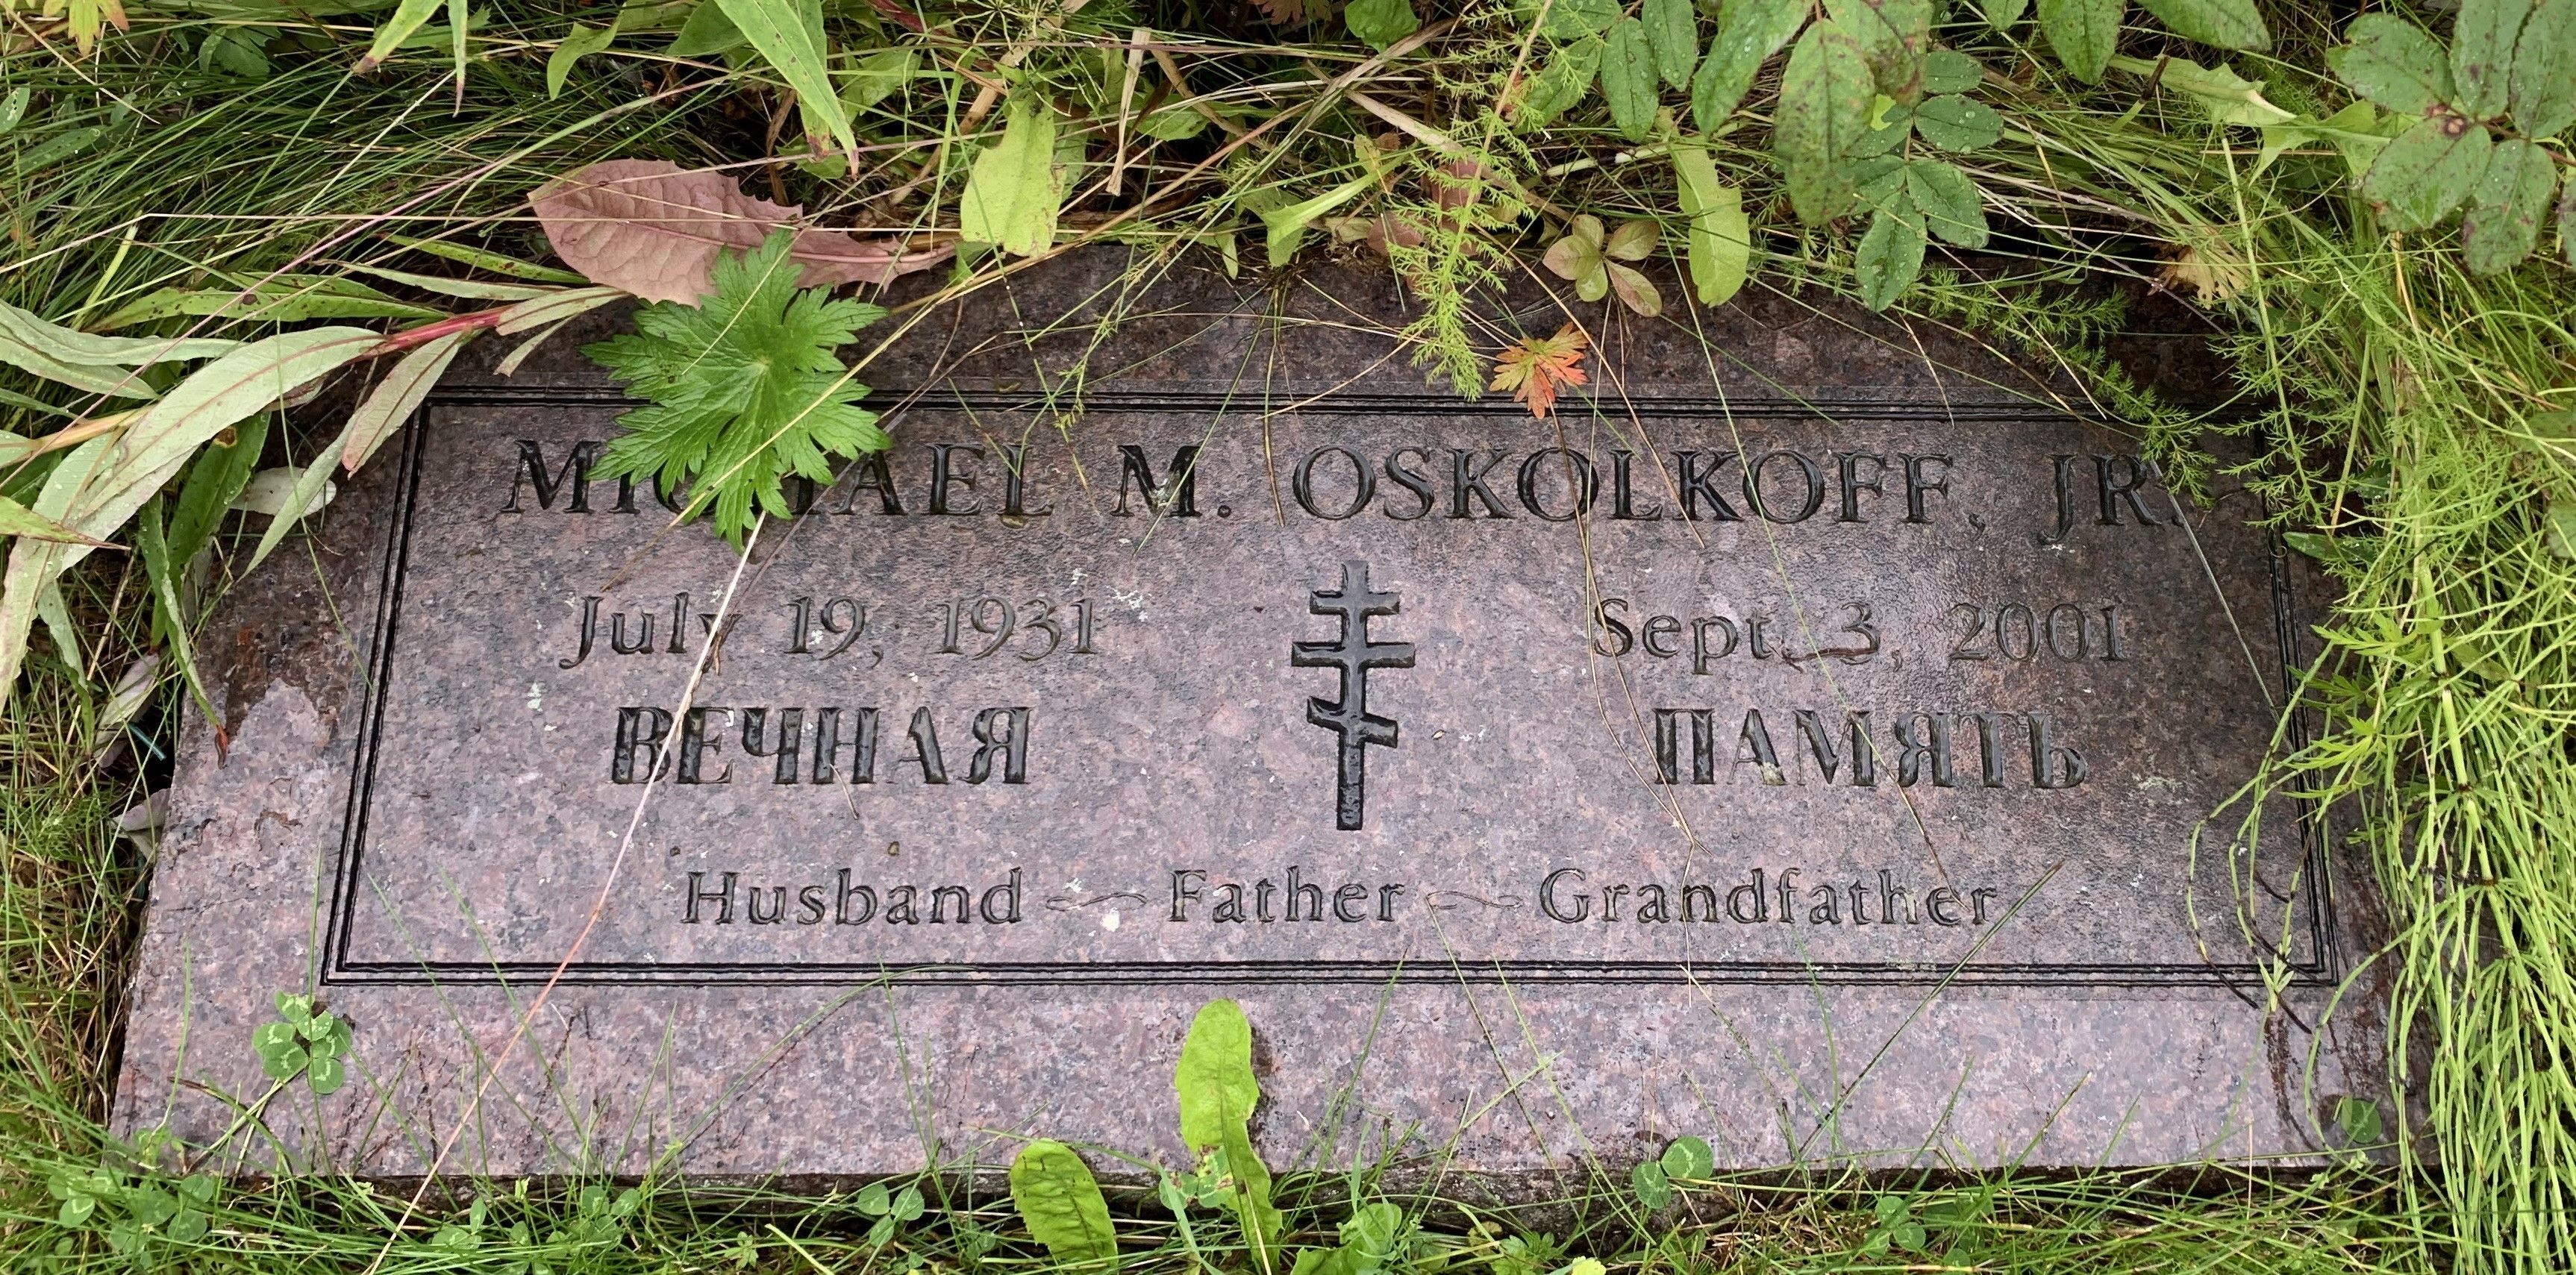 MICHAEL M. OSKOLKOFF, JR.
July 19, 1931 Sept. 3, 2001
ВЕЧНАЯ ПАМЯТЬ
Husband ~ Father ~ Grandfather